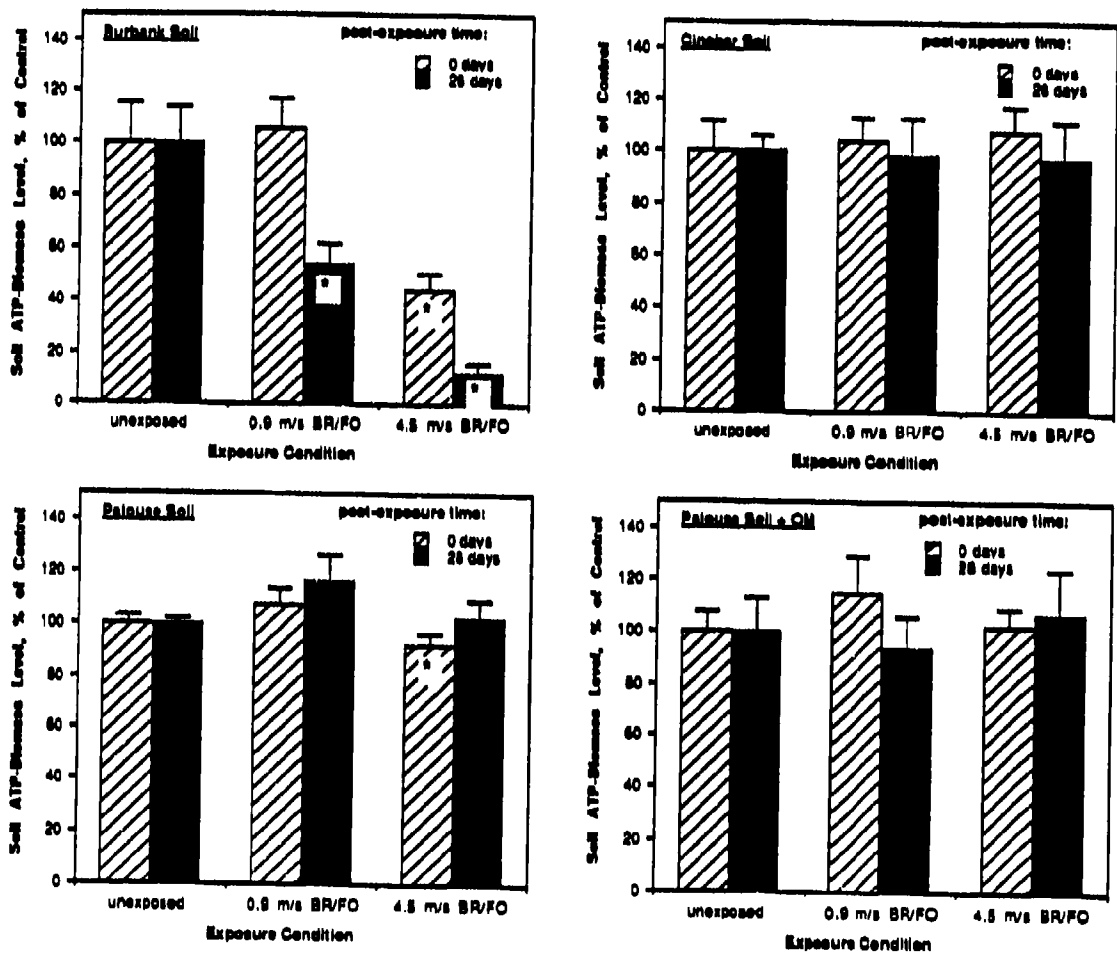 Burbank Soil
post-exposure time:
0 days
28 days
Soil ATP-Biomass Level, % of Control
140
120
100
80
60
40
20
0
*
*
*
unexposed
0.9 m/s BR/FO
4.5 m/s BR/FO
Exposure Condition
Cinebar Soil
post-exposure time:
0 days
28 days
Soil ATP-Biomass Level, % of Control
140
120
100
80
60
40
20
0
unexposed
0.9 m/s BR/FO
4.5 m/s BR/FO
Exposure Condition
Palouse Soil
post-exposure time:
0 days
28 days
Soil ATP-Biomass Level, % of Control
140
120
100
80
60
40
20
0
*
unexposed
0.9 m/s BR/FO
4.5 m/s BR/FO
Exposure Condition
Palouse Soil + OM
post-exposure time:
0 days
28 days
Soil ATP-Biomass Level, % of Control
140
120
100
80
60
40
20
0
unexposed
0.9 m/s BR/FO
4.5 m/s BR/FO
Exposure Condition